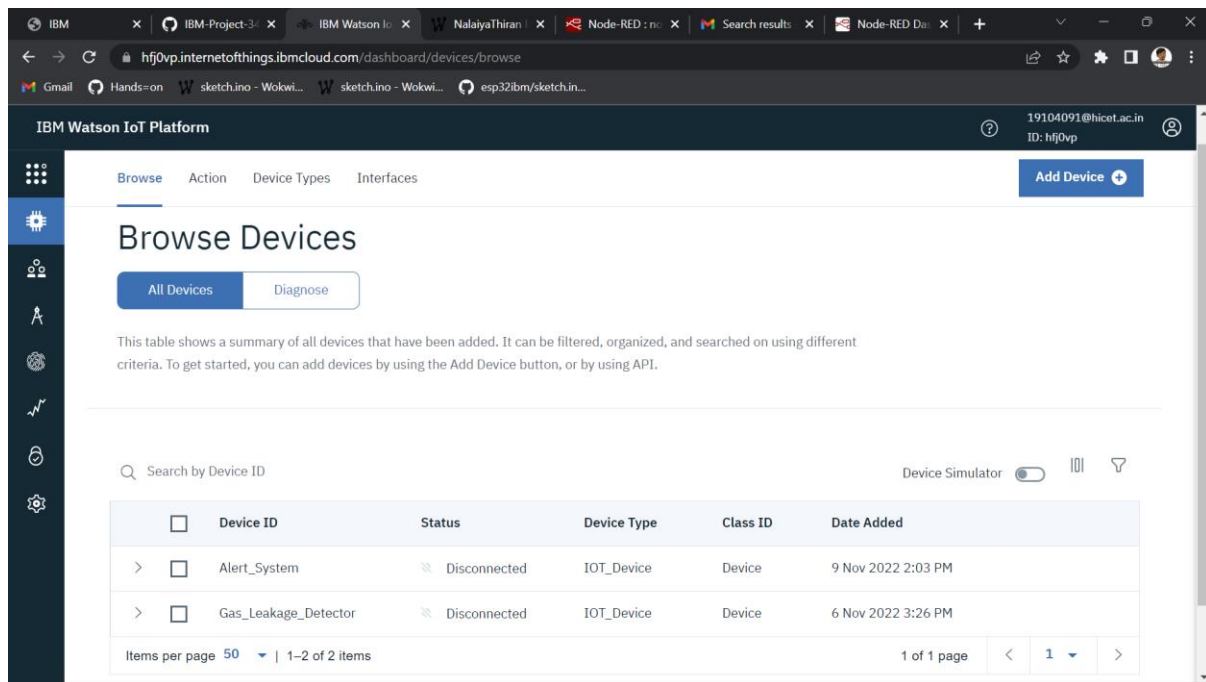 IBM
IBM-Project-34
IBM Watson Io
NalaiyaThiran
Node-RED : no
Search results
Node-RED Da
hfj0vp.internetofthings.ibmcloud.com/dashboard/devices/browse
Gmail Hands=on sketch.ino - Wokwi... sketch.ino - Wokwi... esp32ibm/sketch.in...
IBM Watson IoT Platform
19104091@hicet.ac.in
ID: hfj0vp
Browse Action Device Types Interfaces
Add Device
Browse Devices
All Devices Diagnose
This table shows a summary of all devices that have been added. It can be filtered, organized, and searched on using different
criteria. To get started, you can add devices by using the Add Device button, or by using API.
Search by Device ID
Device Simulator
Device ID Status Device Type Class ID Date Added
Alert_System Disconnected IOT_Device Device 9 Nov 2022 2:03 PM
Gas_Leakage_Detector Disconnected IOT_Device Device 6 Nov 2022 3:26 PM
Items per page 50 | 1–2 of 2 items 1 of 1 page 1